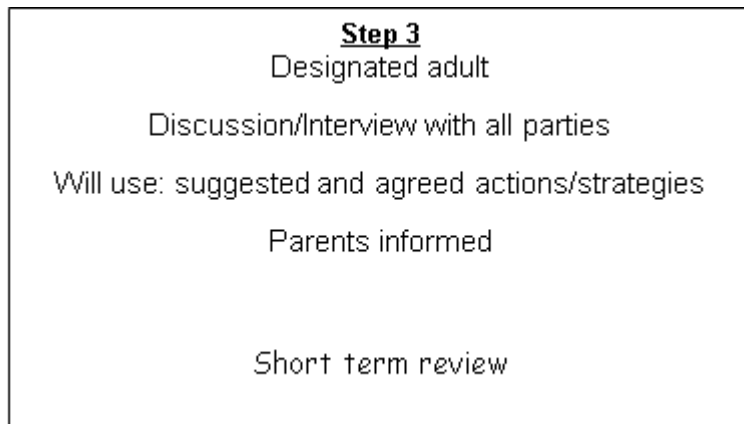 Step 3
Designated adult
Discussion/Interview with all parties
Will use: suggested and agreed actions/strategies
Parents informed
Short term review